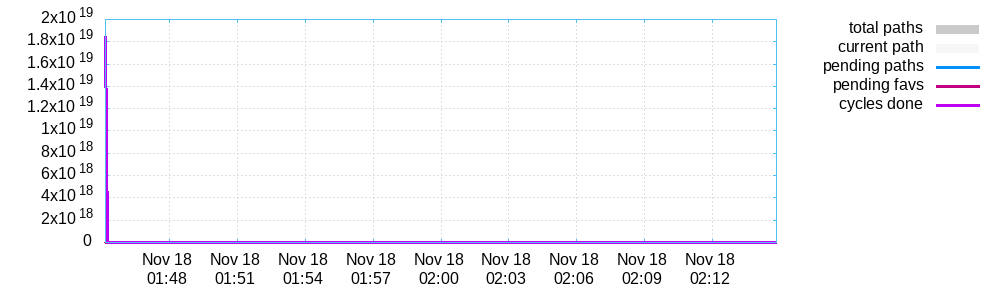 2x10 19
1.8x10 19
1.6x10 19
1.4x10 19
1.2x10 19
1x10 19
8x10 18
6x10 18
4x10 18
2x10 18
0
Nov 18 Nov 18 Nov 18 Nov 18 Nov 18 Nov 18 Nov 18 Nov 18 Nov 18
01:48 01:51 01:54 01:57 02:00 02:03 02:06 02:09 02:12
total paths
current path
pending paths
pending favs
cycles done